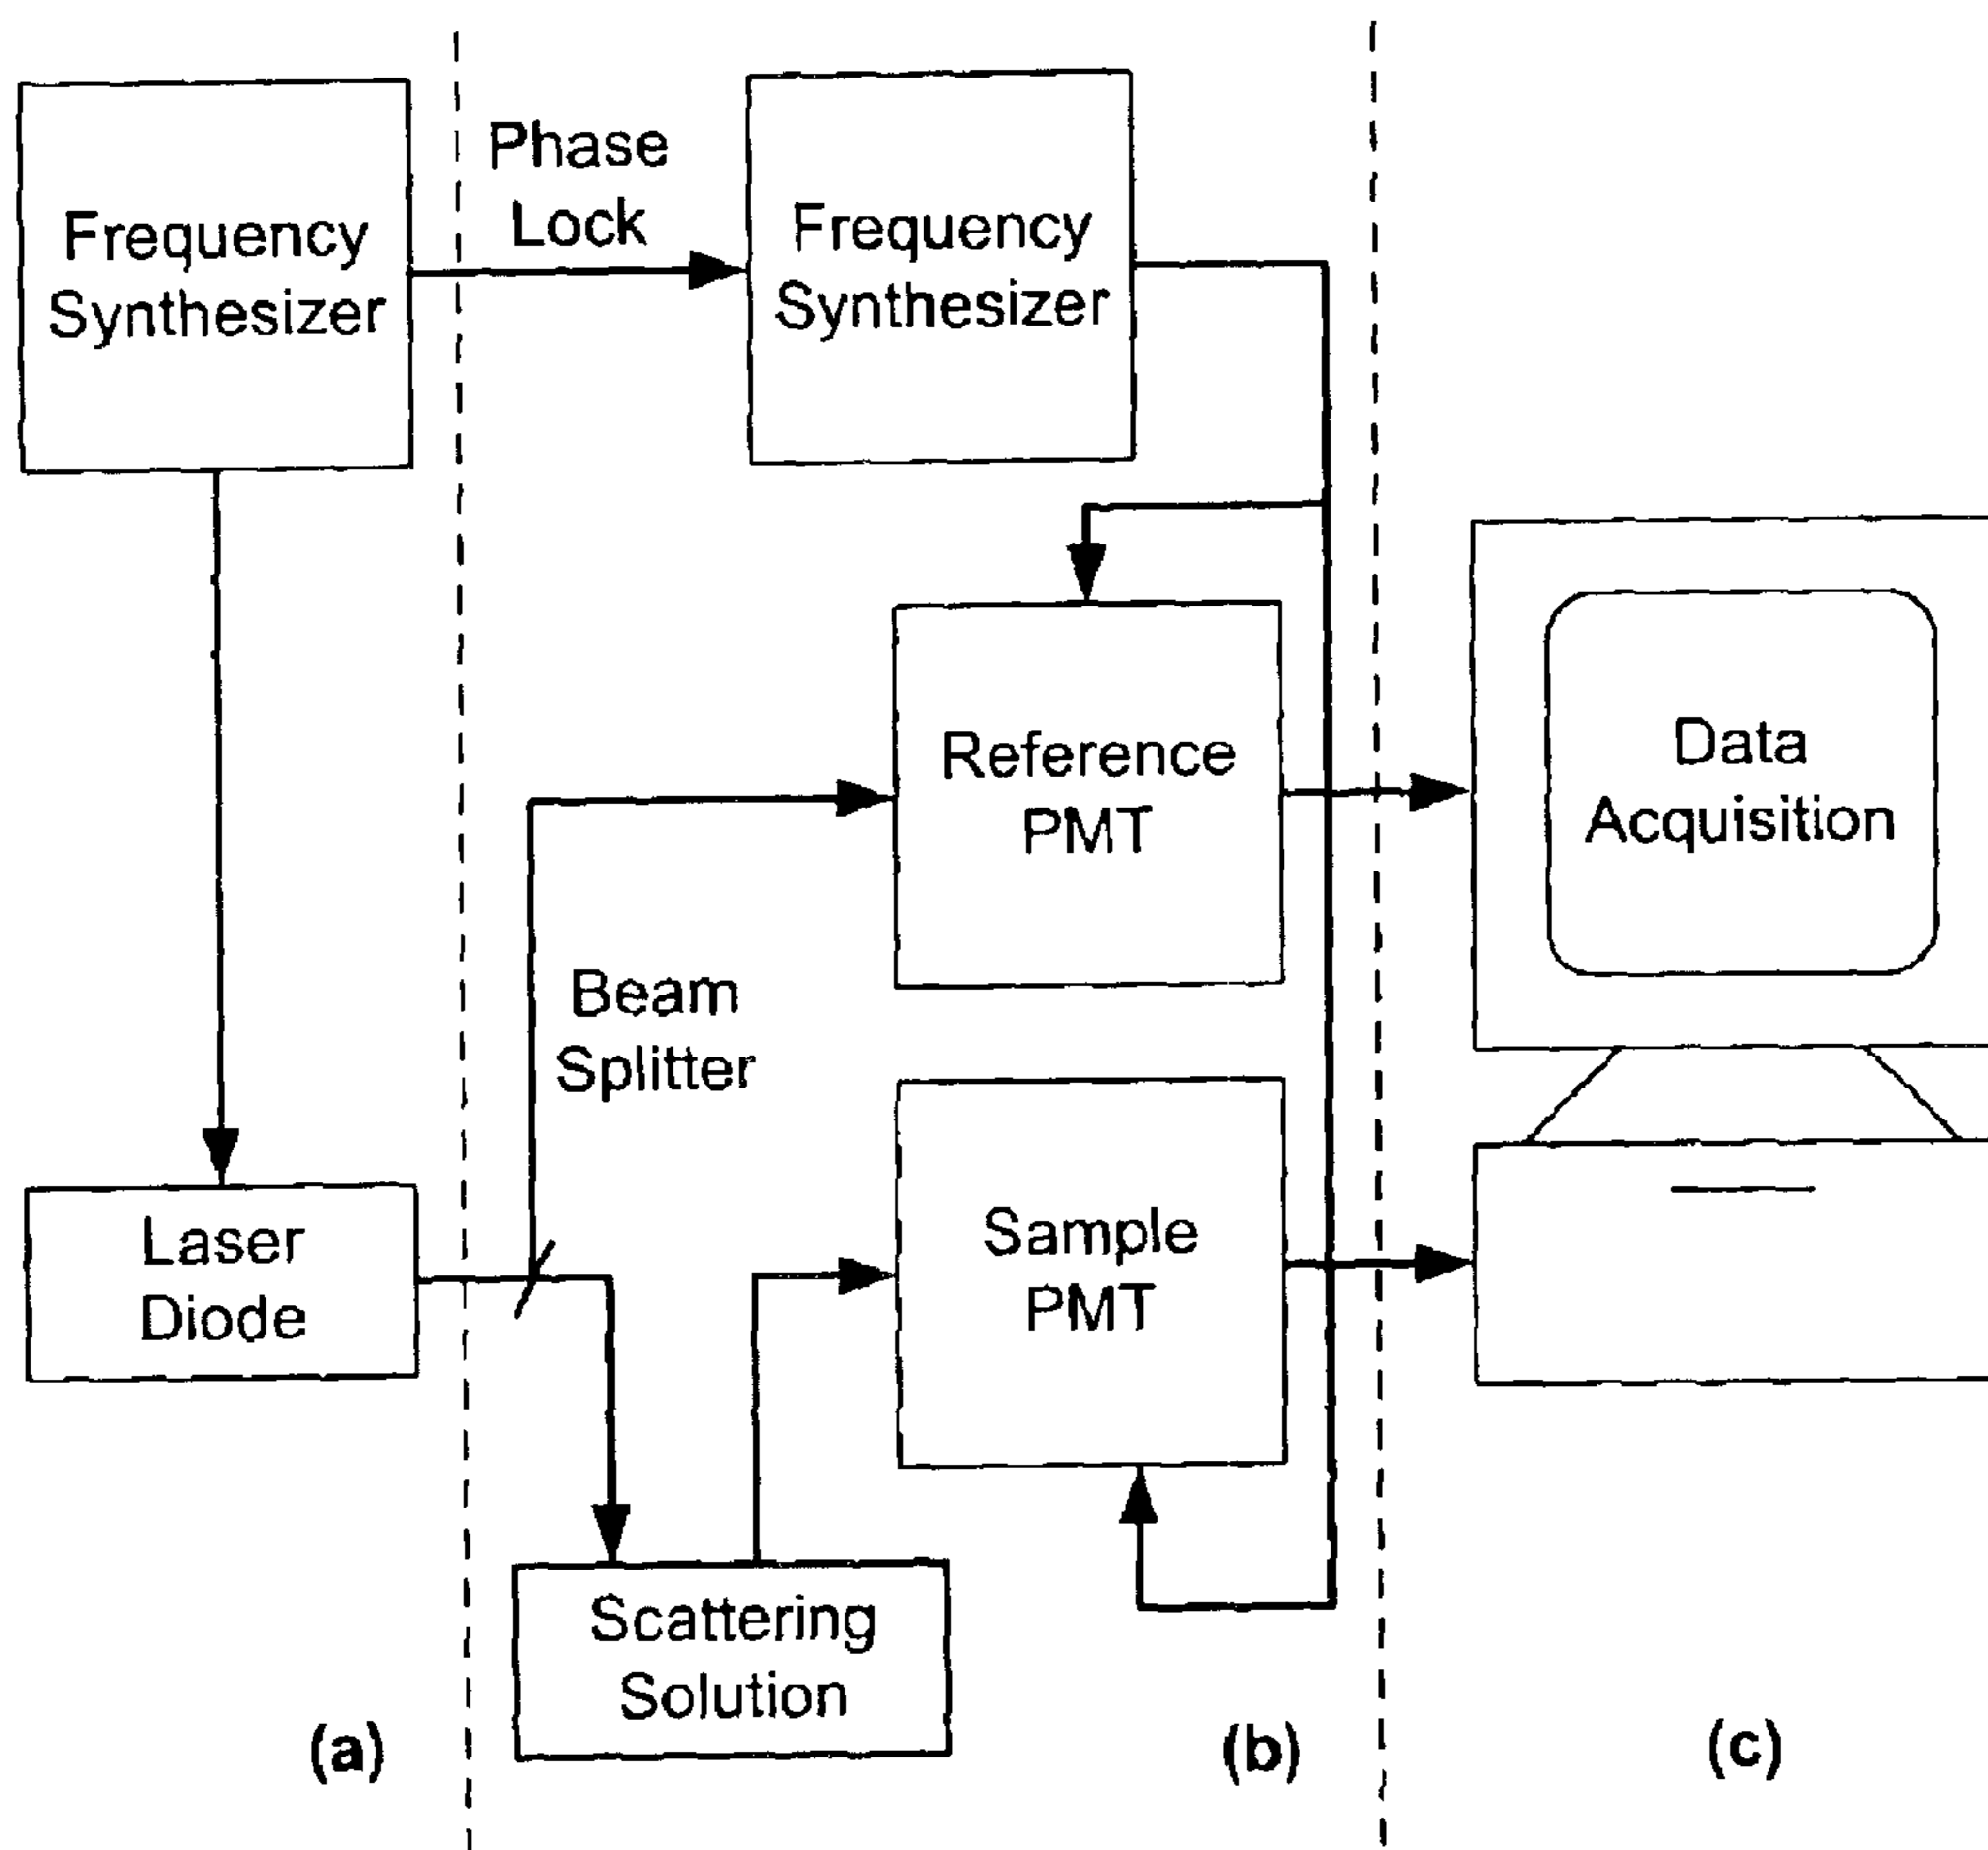 Frequency
Synthesizer
Phase
Lock
Frequency
Synthesizer
Reference
PMT
Data
Acquisition
Beam
Splitter
Laser
Diode
Sample
PMT
Scattering
Solution
(a)
(b)
(c)